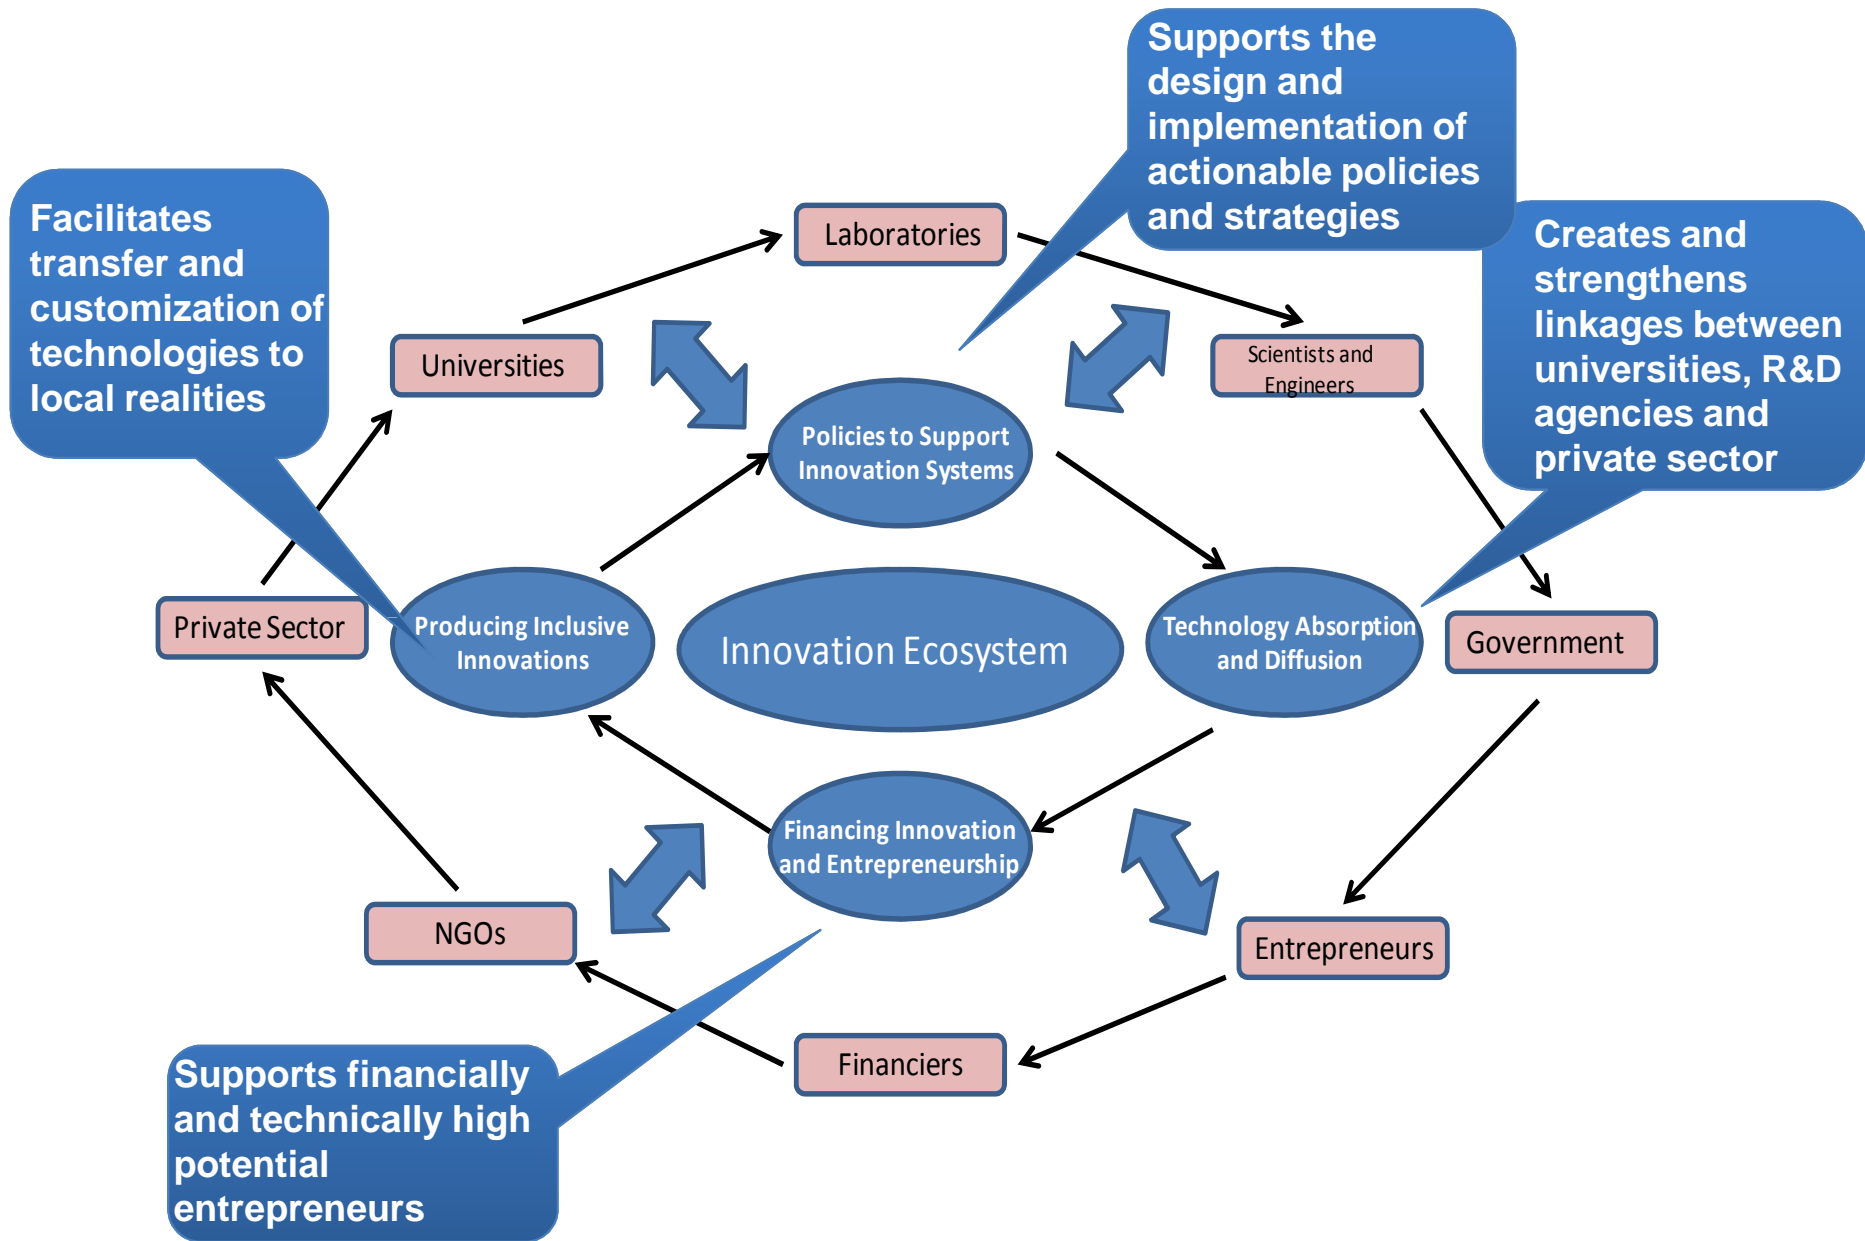 Supports the
design and
implementation of
actionable policies
and strategies
Facilitates
transfer and
customization of
technologies to
local realities
Creates and
strengthens
linkages between
universities, R&D
agencies and
private sector
Laboratories
Universities
Scientists and
Engineers
Policies to Support
Innovation Systems
Private Sector
Producing Inclusive
Innovations
Innovation Ecosystem
Technology Absorption
and Diffusion
Government
Financing Innovation
and Entrepreneurship
NGOs
Entrepreneurs
Financiers
Supports financially
and technically high
potential
entrepreneurs